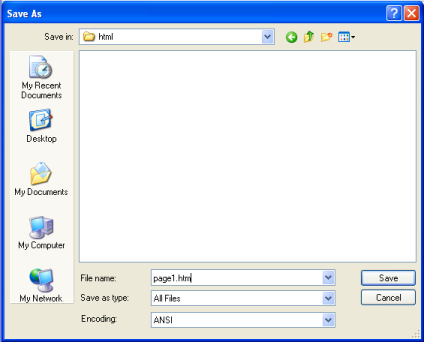 Save As
Save in: html
My Recent
Documents
Desktop
My Documents
My Computer
My Network
File name: page1.htm Save
Save as type: All Files Cancel
Encoding: ANSI